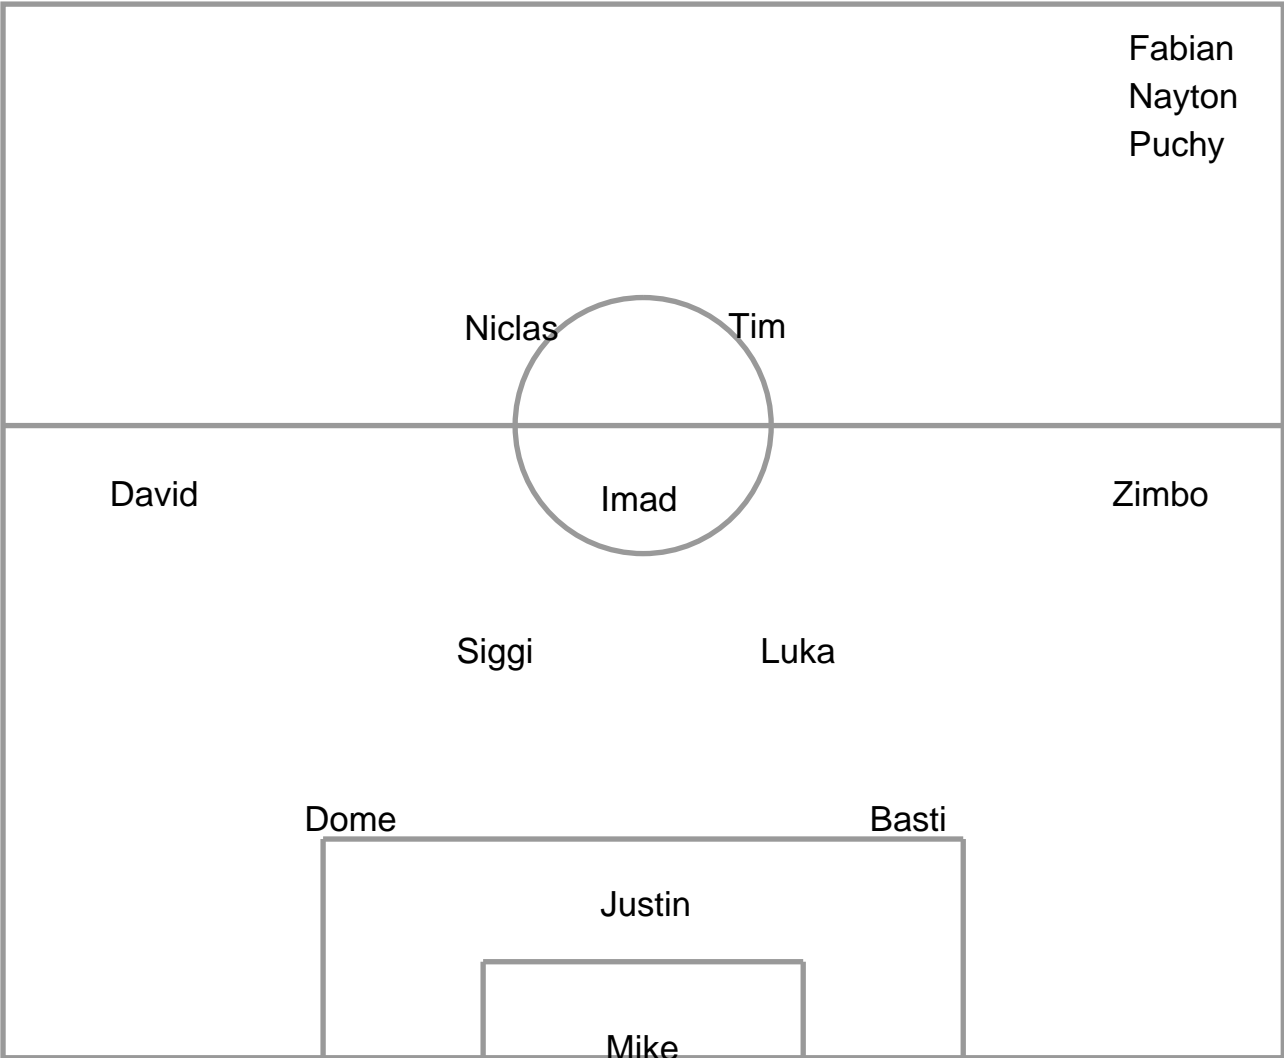 Fabian
Nayton
Puchy
Niclas Tim
David Imad Zimbo
Siggi Luka
Dome Basti
Justin
Mike